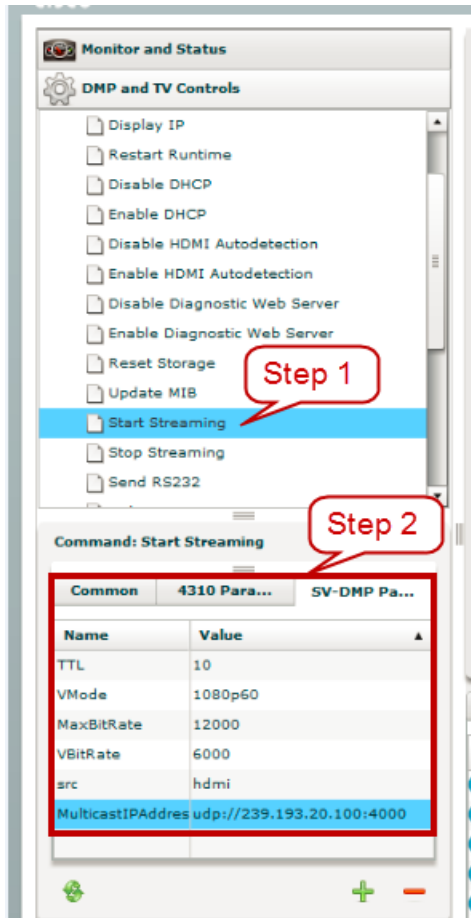 Monitor and Status
DMP and TV Controls
Display IP
Restart Runtime
Disable DHCP
Enable DHCP
Disable HDMI Autodetection
Enable HDMI Autodetection
Disable Diagnostic Web Server
Enable Diagnostic Web Server
Reset Storage
Step 1
Update MIB
Start Streaming
Stop Streaming
Send RS232
Step 2
Command: Start Streaming
Common 4310 Para... SV-DMP Pa...
Name Value
TTL 10
VMode 1080p60
MaxBitRate 12000
VBitRate 6000
src hdmi
MulticastIPAddres udp://239.193.20.100:4000